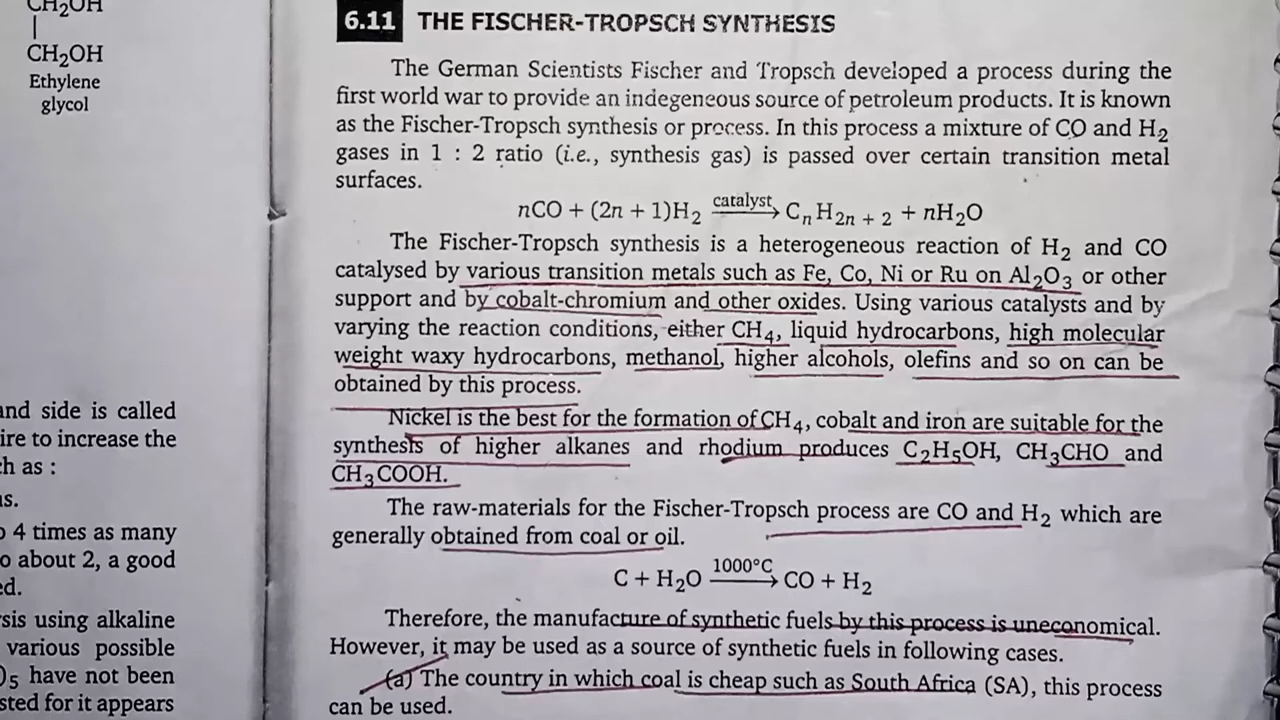 CH₂OH
|
CH₂OH
Ethylene
glycol
and side is called
ire to increase the
ch as :
ns.
o 4 times as many
o about 2, a good
ed.
rsis using alkaline
various possible
)₅ have not been
sted for it appears
6.11 THE FISCHER-TROPSCH SYNTHESIS
The German Scientists Fischer and Tropsch developed a process during the
first world war to provide an indegeneous source of petroleum products. It is known
as the Fischer-Tropsch synthesis or process. In this process a mixture of CO and H₂
gases in 1 : 2 ratio (i.e., synthesis gas) is passed over certain transition metal
surfaces.
nCO + (2n + 1)H₂ —catalyst→ CₙH₂ₙ ₊ ₂ + nH₂O
The Fischer-Tropsch synthesis is a heterogeneous reaction of H₂ and CO
catalysed by various transition metals such as Fe, Co, Ni or Ru on Al₂O₃ or other
support and by cobalt-chromium and other oxides. Using various catalysts and by
varying the reaction conditions, either CH₄, liquid hydrocarbons, high molecular
weight waxy hydrocarbons, methanol, higher alcohols, olefins and so on can be
obtained by this process.
Nickel is the best for the formation of CH₄, cobalt and iron are suitable for the
synthesis of higher alkanes and rhodium produces C₂H₅OH, CH₃CHO and
CH₃COOH.
The raw-materials for the Fischer-Tropsch process are CO and H₂ which are
generally obtained from coal or oil.
C + H₂O —1000°C→ CO + H₂
Therefore, the manufacture of synthetic fuels by this process is uneconomical.
However, it may be used as a source of synthetic fuels in following cases.
(a) The country in which coal is cheap such as South Africa (SA), this process
can be used.